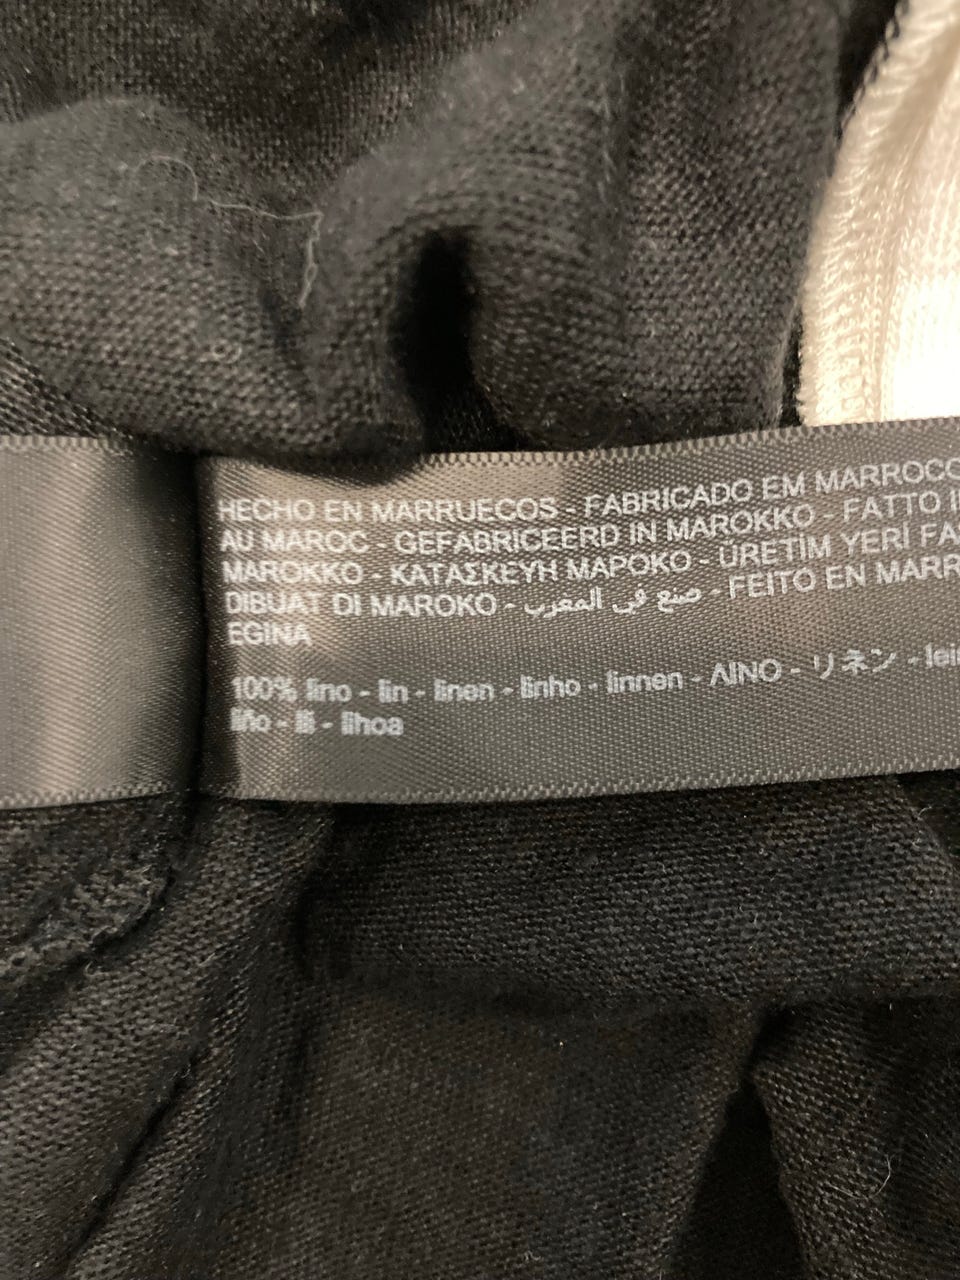 HECHO EN MARRUECOS - FABRICADO EM MARROCO
AU MAROC - GEFABRICEERD IN MAROKKO - FATTO I
MAROKKO - ΚΑΤΑΣΚΕΥΗ ΜΑΡΟΚΟ - ÜRETİM YERİ FA
DIBUAT DI MAROKO - صنع في المغرب - FEITO EN MARR
EGINA
100% lino - lin - linen - linho - linnen - ΛΙΝΟ - リネン - lei
liño - lli - lihoa